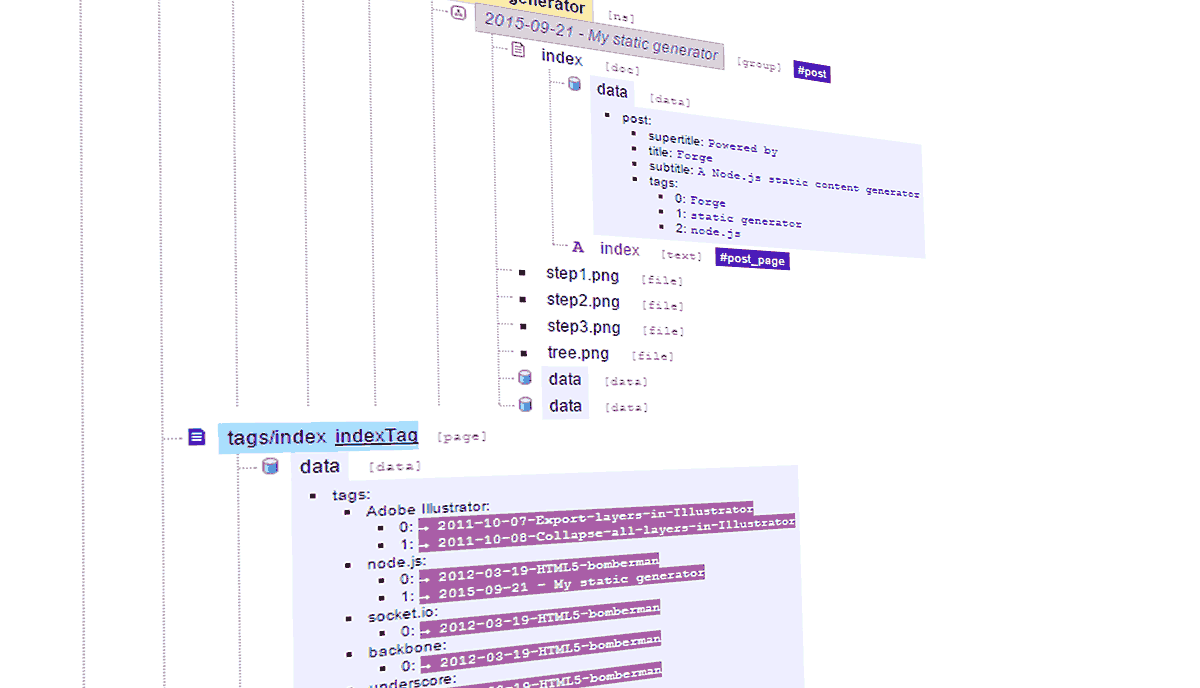 generator [ns]
2015-09-21 - My static generator [group] #post
index [doc]
data [data]
post:
supertitle: Powered by
title: Forge
subtitle: A Node.js static content generator
tags:
0: Forge
1: static generator
2: node.js
A index [text] #post_page
step1.png [file]
step2.png [file]
step3.png [file]
tree.png [file]
data [data]
data [data]
tags/index indexTag [page]
data [data]
tags:
Adobe Illustrator:
0: → 2011-10-07-Export-layers-in-Illustrator
1: → 2011-10-08-Collapse-all-layers-in-Illustrator
node.js:
0: → 2012-03-19-HTML5-bomberman
1: → 2015-09-21 - My static generator
socket.io:
0: → 2012-03-19-HTML5-bomberman
backbone:
0: → 2012-03-19-HTML5-bomberman
underscore:
03-19-HTML5-bomberman